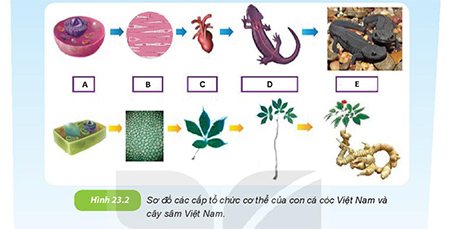 A B C D E
Hình 23.2 Sơ đồ các cấp tổ chức cơ thể của con cá cóc Việt Nam và
cây sâm Việt Nam.